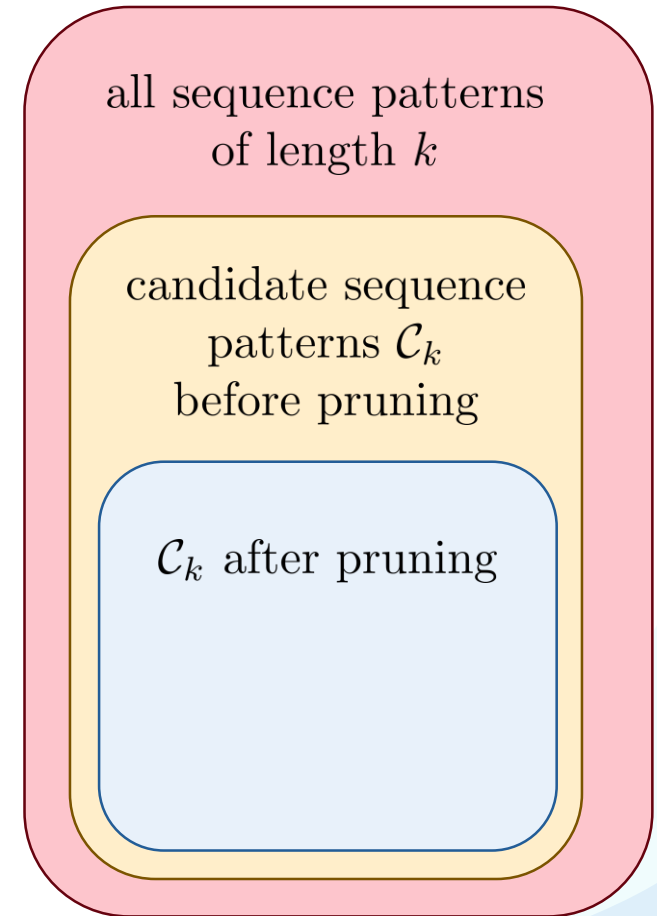 all sequence patterns
of length k
candidate sequence
patterns 𝒞ₖ
before pruning
𝒞ₖ after pruning